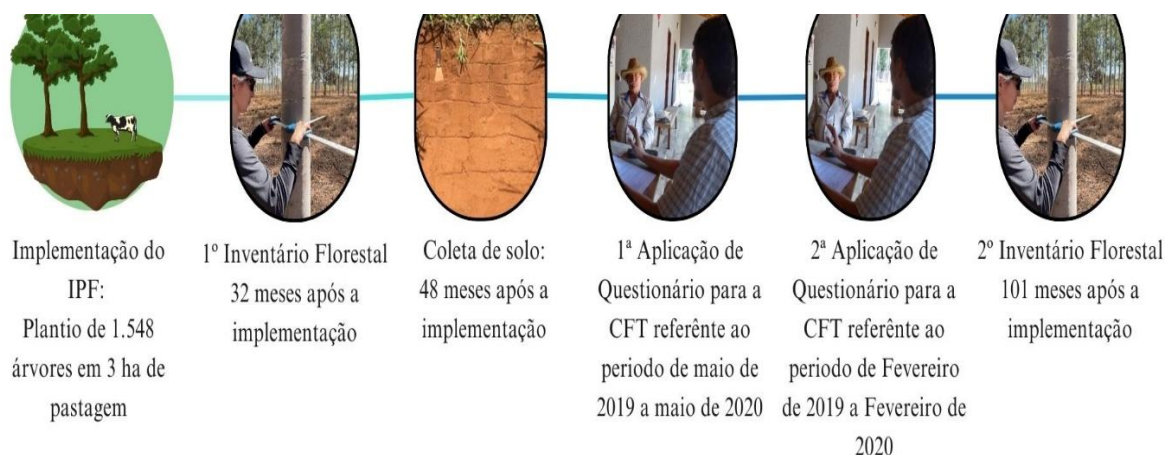 Implementação do
IPF:
Plantio de 1.548
árvores em 3 ha de
pastagem
1º Inventário Florestal
32 meses após a
implementação
Coleta de solo:
48 meses após a
implementação
1ª Aplicação de
Questionário para a
CFT referênte ao
periodo de maio de
2019 a maio de 2020
2ª Aplicação de
Questionário para a
CFT referênte ao
periodo de Fevereiro
de 2019 a Fevereiro de
2020
2º Inventário Florestal
101 meses após a
implementação